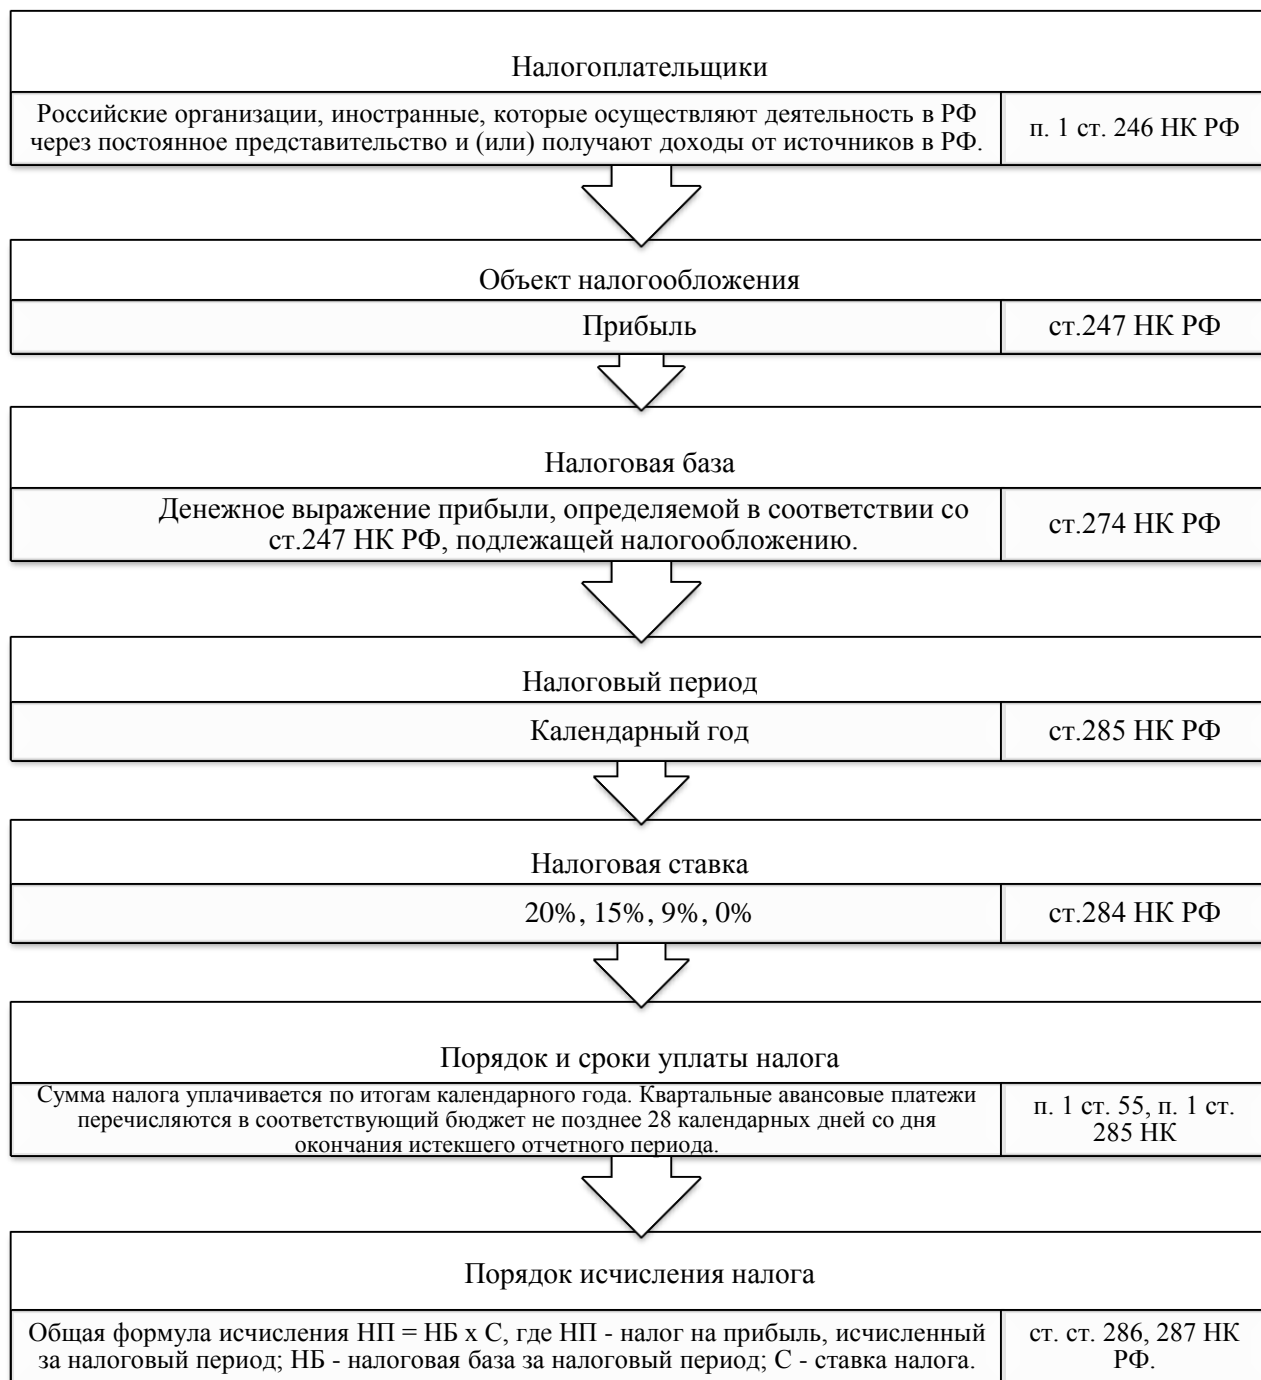 Налогоплательщики
Российские организации, иностранные, которые осуществляют деятельность в РФ
через постоянное представительство и (или) получают доходы от источников в РФ.
п. 1 ст. 246 НК РФ
Объект налогообложения
Прибыль
ст.247 НК РФ
Налоговая база
Денежное выражение прибыли, определяемой в соответствии со
ст.247 НК РФ, подлежащей налогообложению.
ст.274 НК РФ
Налоговый период
Календарный год
ст.285 НК РФ
Налоговая ставка
20%, 15%, 9%, 0%
ст.284 НК РФ
Порядок и сроки уплаты налога
Сумма налога уплачивается по итогам календарного года. Квартальные авансовые платежи
перечисляются в соответствующий бюджет не позднее 28 календарных дней со дня
окончания истекшего отчетного периода.
п. 1 ст. 55, п. 1 ст.
285 НК
Порядок исчисления налога
Общая формула исчисления НП = НБ х С, где НП - налог на прибыль, исчисленный
за налоговый период; НБ - налоговая база за налоговый период; С - ставка налога.
ст. ст. 286, 287 НК
РФ.